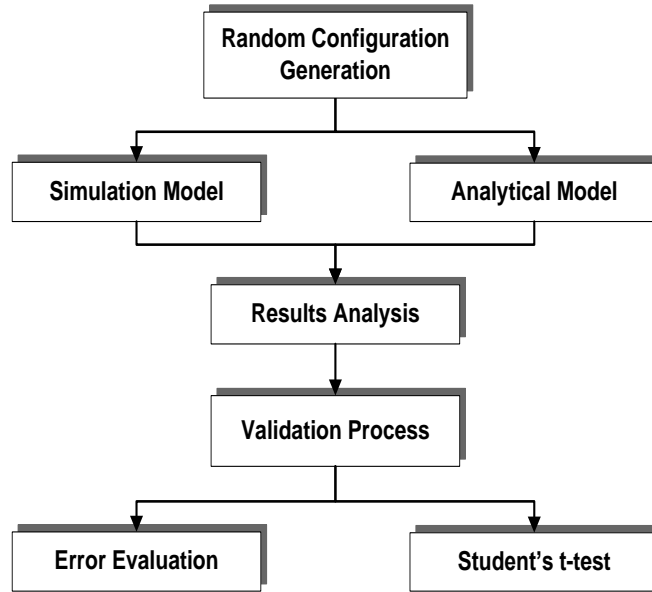 Random Configuration
Generation
Simulation Model
Analytical Model
Results Analysis
Validation Process
Error Evaluation
Student's t-test